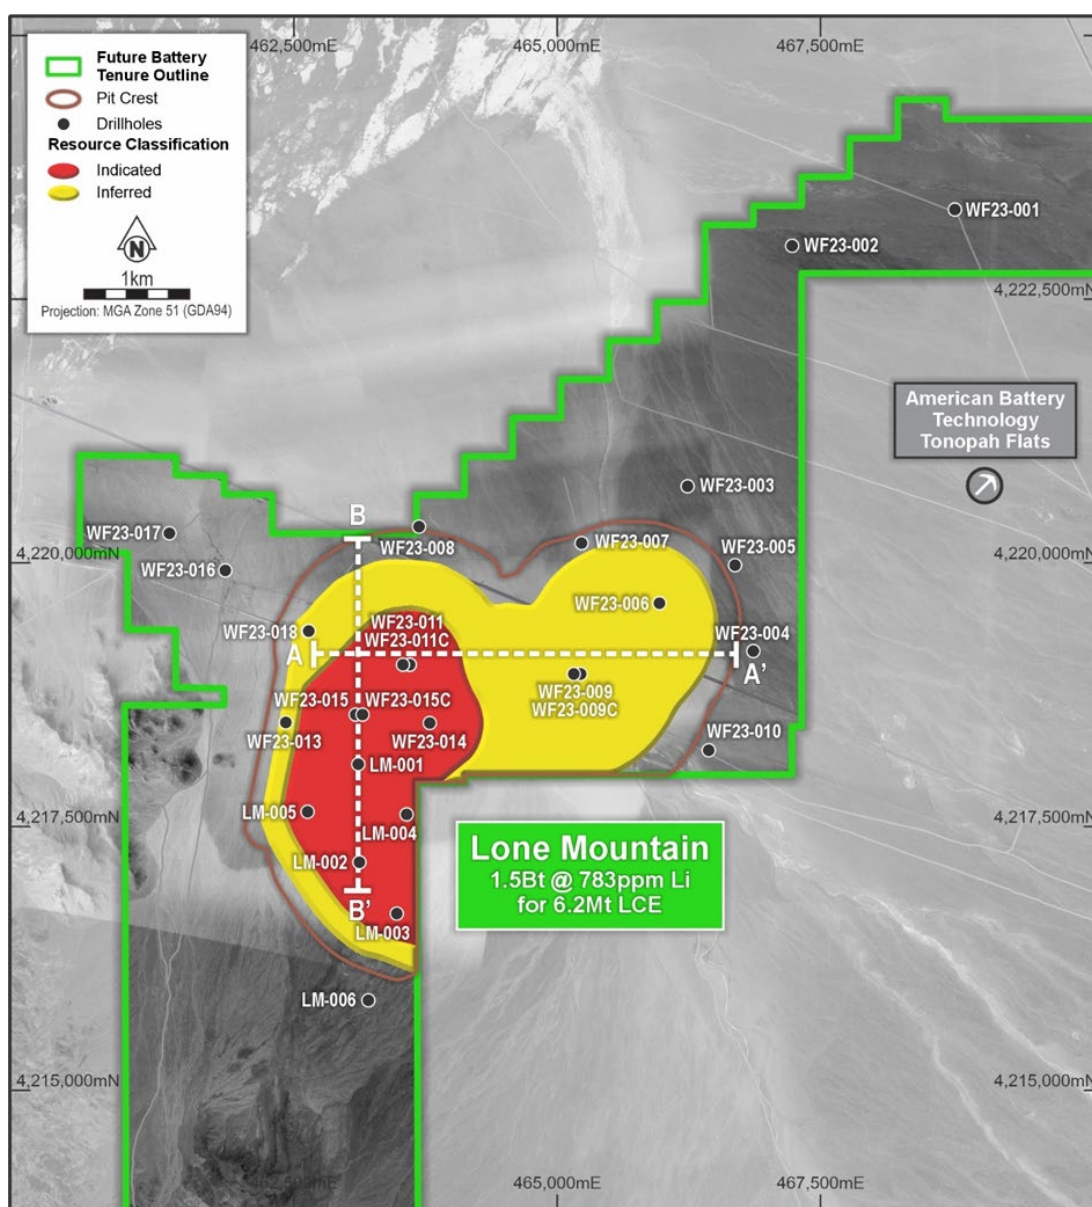 462,500mE
465,000mE
467,500mE
Future Battery
Tenure Outline
Pit Crest
Drillholes
Resource Classification
Indicated
Inferred
N
1km
Projection: MGA Zone 51 (GDA94)
WF23-001
WF23-002
4,222,500mN
American Battery
Technology
Tonopah Flats
WF23-003
B
WF23-017
WF23-008
WF23-007
WF23-005
4,220,000mN
4,220,000mN
WF23-016
WF23-006
WF23-018
WF23-011
WF23-011C
WF23-004
A
A'
WF23-009
WF23-009C
WF23-015
WF23-015C
WF23-013
WF23-014
WF23-010
LM-001
LM-005
LM-004
4,217,500mN
4,217,500mN
Lone Mountain
1.5Bt @ 783ppm Li
for 6.2Mt LCE
LM-002
B'
LM-003
LM-006
4,215,000mN
4,215,000mN
462,500mE
465,000mE
467,500mE